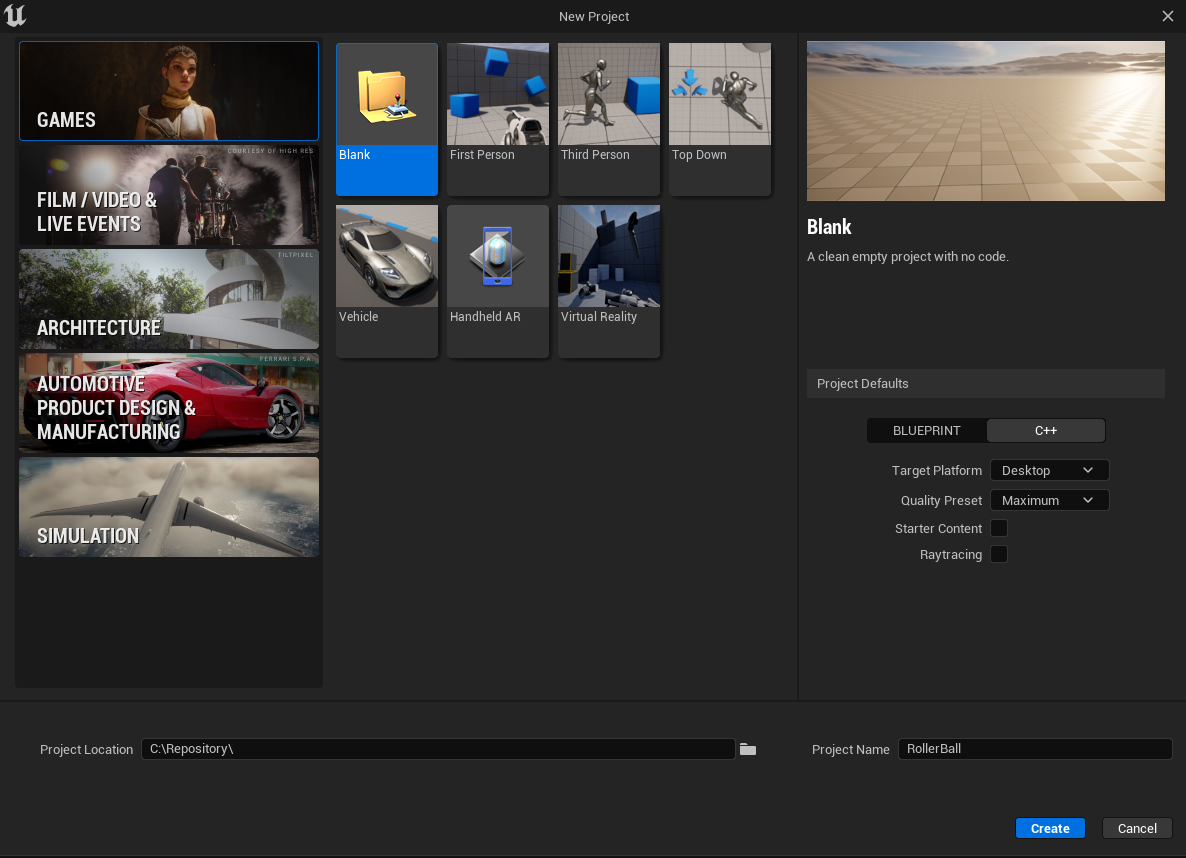 New Project
GAMES
COURTESY OF HIGH RES
FILM / VIDEO &
LIVE EVENTS
TILTPIXEL
ARCHITECTURE
FERRARI S.P.A.
AUTOMOTIVE
PRODUCT DESIGN &
MANUFACTURING
SIMULATION
Blank
First Person
Third Person
Top Down
Vehicle
Handheld AR
Virtual Reality
Blank
A clean empty project with no code.
Project Defaults
BLUEPRINT
C++
Target Platform
Desktop
Quality Preset
Maximum
Starter Content
Raytracing
Project Location
C:\Repository\
Project Name
RollerBall
Create
Cancel